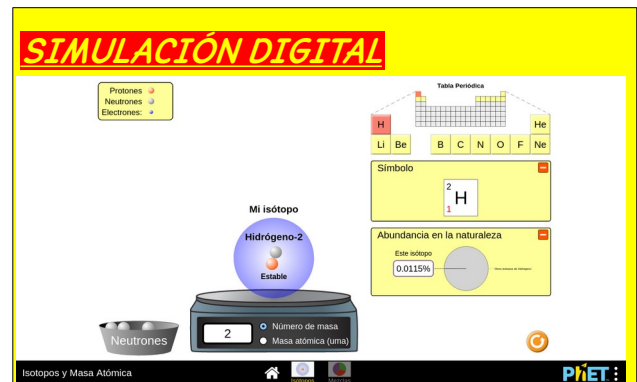 SIMULACIÓN DIGITAL
Protones
Neutrones
Electrones:
Tabla Periódica
H
He
Li Be B C N O F Ne
Símbolo
2
H
1
Mi isótopo
Hidrógeno-2
Estable
Abundancia en la naturaleza
Este isótopo
0.0115%
Neutrones
2
Número de masa
Masa atómica (uma)
Isotopos y Masa Atómica
Isótopos
Mezclas
PhET